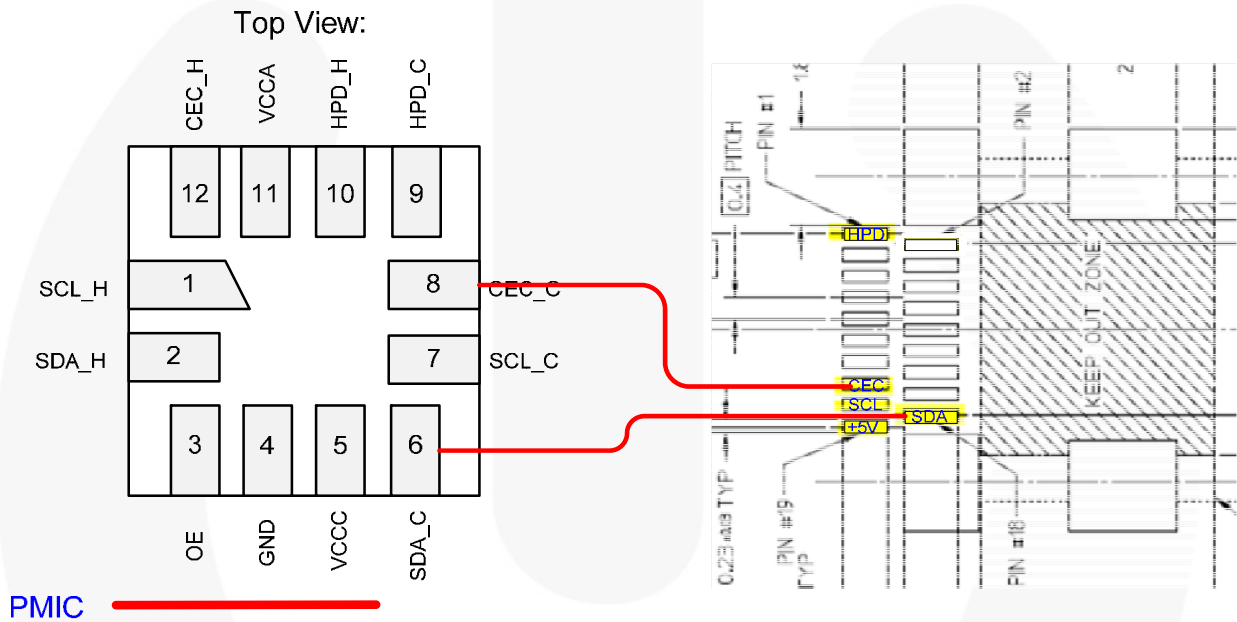 Top View:
CEC_H
VCCA
HPD_H
HPD_C
12
11
10
9
SCL_H
1
8
CEC_C
SDA_H
2
7
SCL_C
3
4
5
6
OE
GND
VCCC
SDA_C
PMIC
2
PIN #1
PIN #2
0.4 PITCH
HPD
KEEP OUT ZONE
CEC
SCL
SDA
+5V
PIN #19
PIN #18